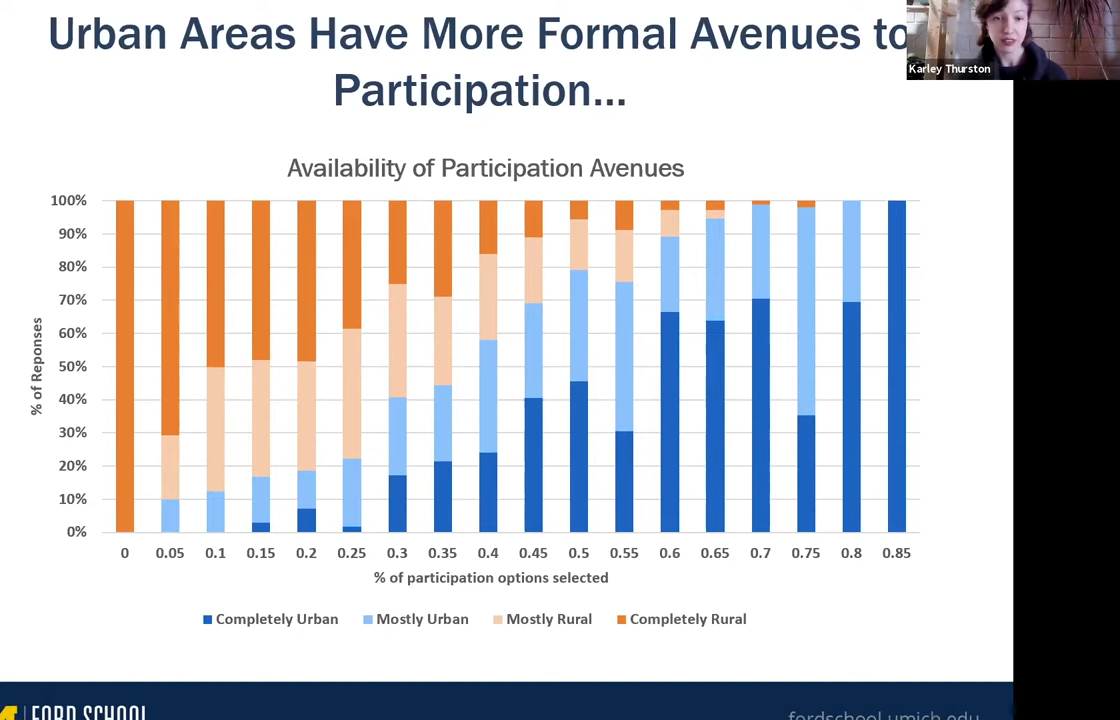 Urban Areas Have More Formal Avenues to
Participation...
Karley Thurston
Availability of Participation Avenues
100%
90%
80%
70%
60%
50%
40%
30%
20%
10%
0%
% of Reponses
0 0.05 0.1 0.15 0.2 0.25 0.3 0.35 0.4 0.45 0.5 0.55 0.6 0.65 0.7 0.75 0.8 0.85
% of participation options selected
Completely Urban Mostly Urban Mostly Rural Completely Rural
FORD SCHOOL
fordschool.umich.edu